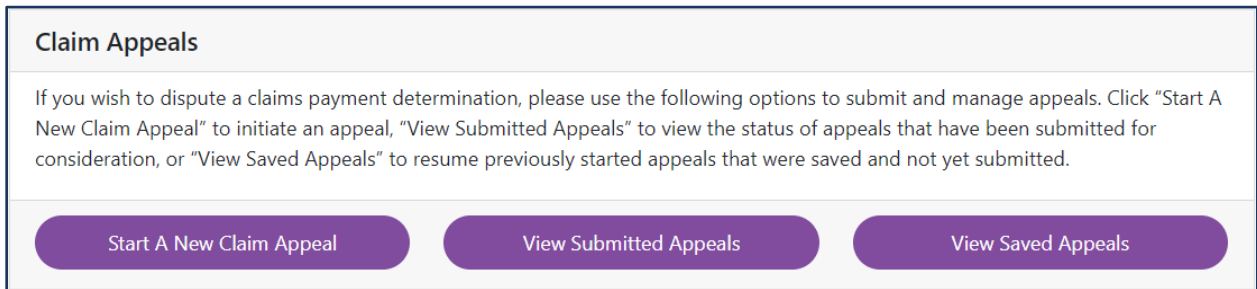 Claim Appeals
If you wish to dispute a claims payment determination, please use the following options to submit and manage appeals. Click “Start A
New Claim Appeal” to initiate an appeal, “View Submitted Appeals” to view the status of appeals that have been submitted for
consideration, or “View Saved Appeals” to resume previously started appeals that were saved and not yet submitted.
Start A New Claim Appeal
View Submitted Appeals
View Saved Appeals